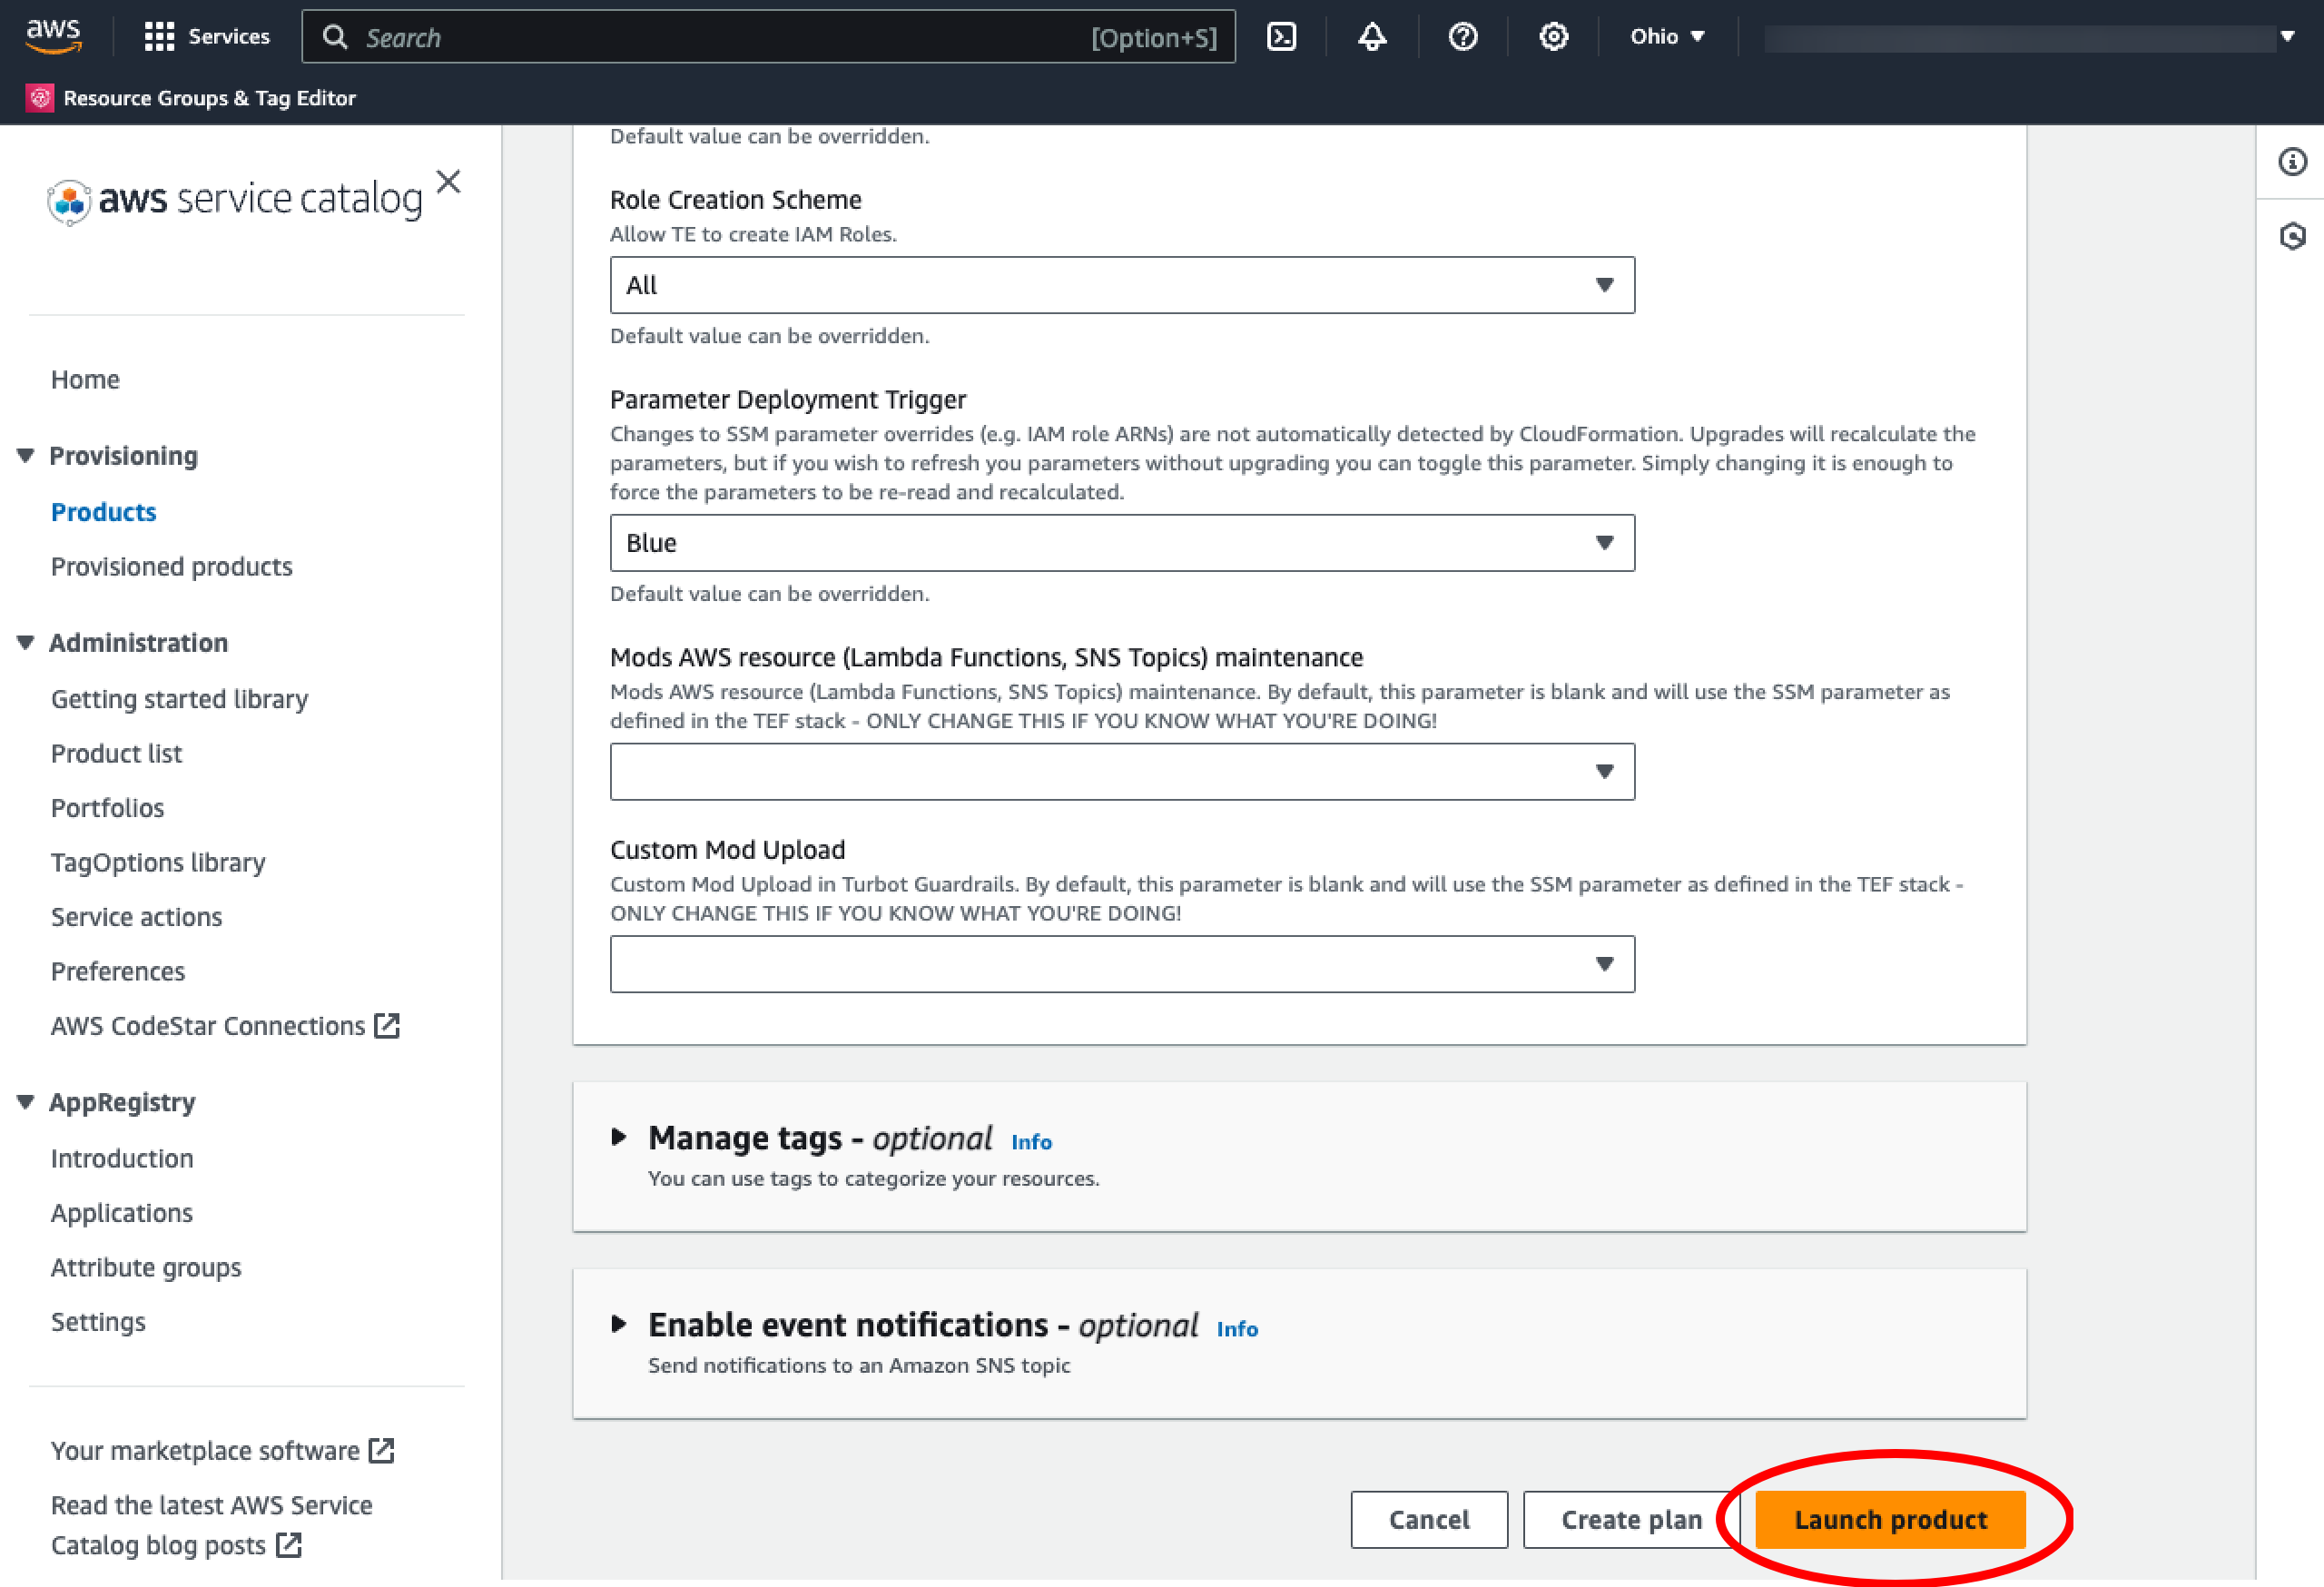 aws
Services
Search
[Option+S]
Ohio
Resource Groups & Tag Editor
aws service catalog
Home
Provisioning
Products
Provisioned products
Administration
Getting started library
Product list
Portfolios
TagOptions library
Service actions
Preferences
AWS CodeStar Connections
AppRegistry
Introduction
Applications
Attribute groups
Settings
Your marketplace software
Read the latest AWS Service
Catalog blog posts
Default value can be overridden.
Role Creation Scheme
Allow TE to create IAM Roles.
All
Default value can be overridden.
Parameter Deployment Trigger
Changes to SSM parameter overrides (e.g. IAM role ARNs) are not automatically detected by CloudFormation. Upgrades will recalculate the
parameters, but if you wish to refresh you parameters without upgrading you can toggle this parameter. Simply changing it is enough to
force the parameters to be re-read and recalculated.
Blue
Default value can be overridden.
Mods AWS resource (Lambda Functions, SNS Topics) maintenance
Mods AWS resource (Lambda Functions, SNS Topics) maintenance. By default, this parameter is blank and will use the SSM parameter as
defined in the TEF stack - ONLY CHANGE THIS IF YOU KNOW WHAT YOU'RE DOING!
Custom Mod Upload
Custom Mod Upload in Turbot Guardrails. By default, this parameter is blank and will use the SSM parameter as defined in the TEF stack -
ONLY CHANGE THIS IF YOU KNOW WHAT YOU'RE DOING!
Manage tags - optional Info
You can use tags to categorize your resources.
Enable event notifications - optional Info
Send notifications to an Amazon SNS topic
Cancel
Create plan
Launch product